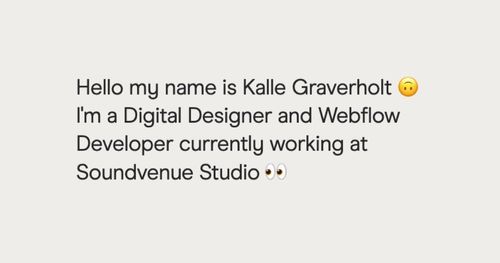 Hello my name is Kalle Graverholt 🙃
I'm a Digital Designer and Webflow
Developer currently working at
Soundvenue Studio 👀